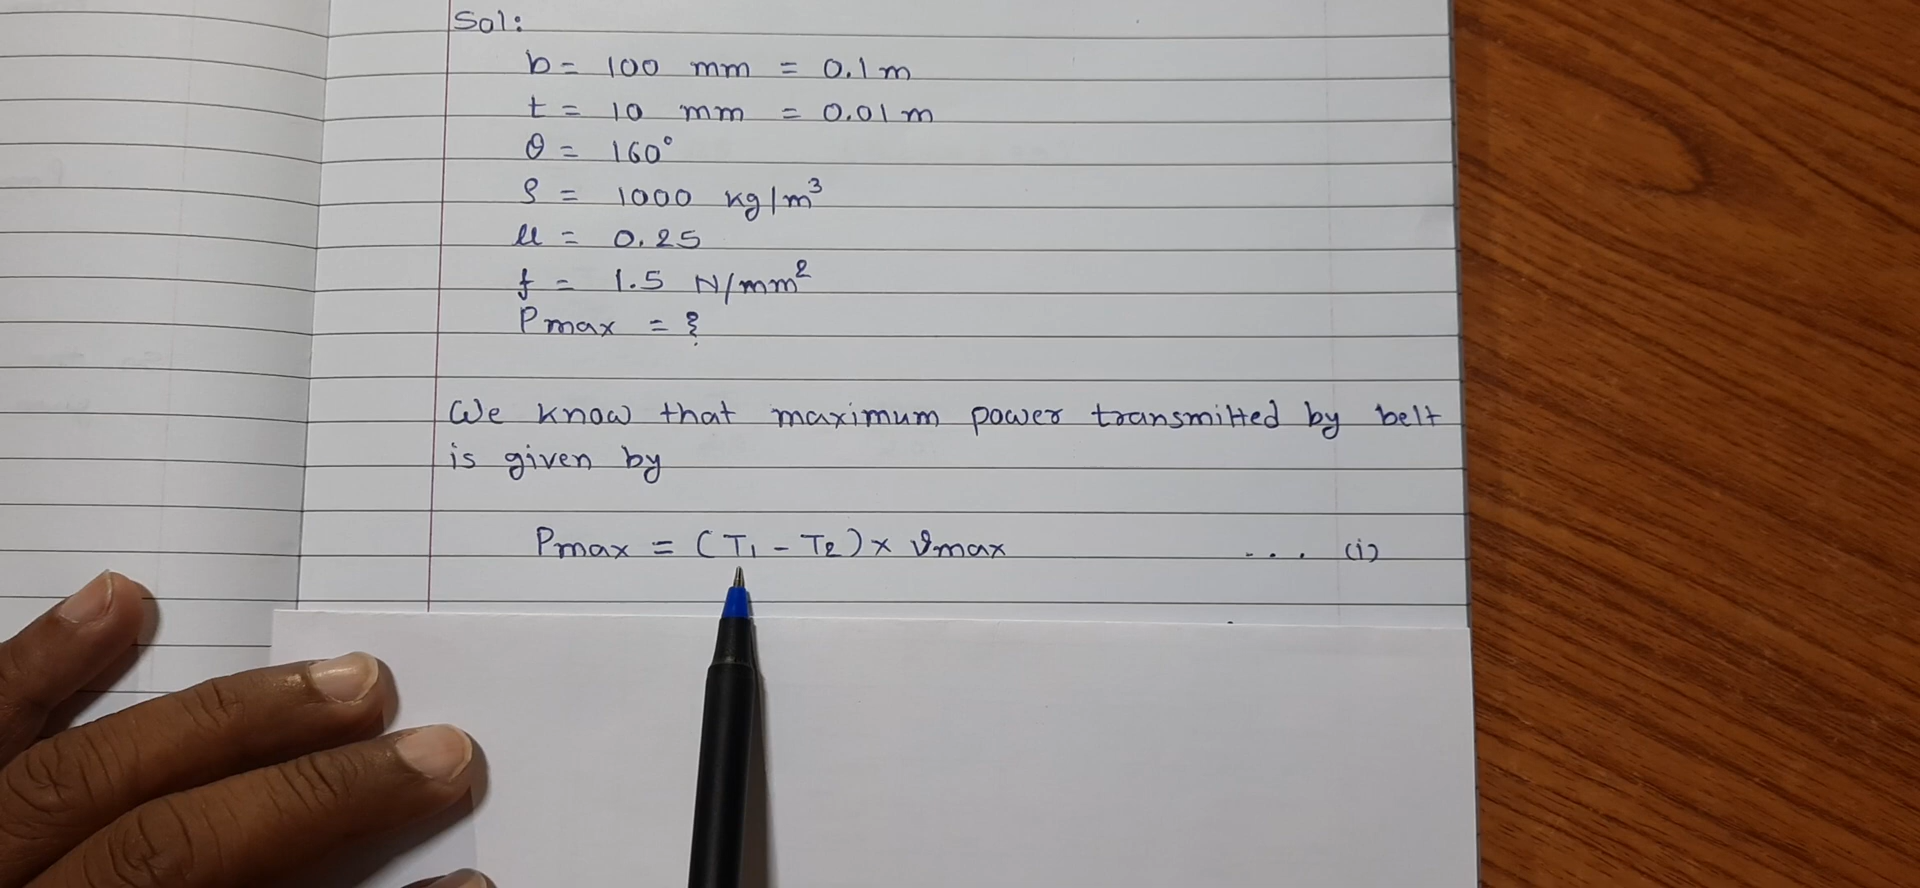 Sol:
b = 100 mm = 0.1 m
t = 10 mm = 0.01 m
θ = 160°
ρ = 1000 kg/m³
μ = 0.25
f = 1.5 N/mm²
Pmax = ?
We know that maximum power transmitted by belt
is given by
Pmax = (T₁ - T₂) × vmax ... (i)